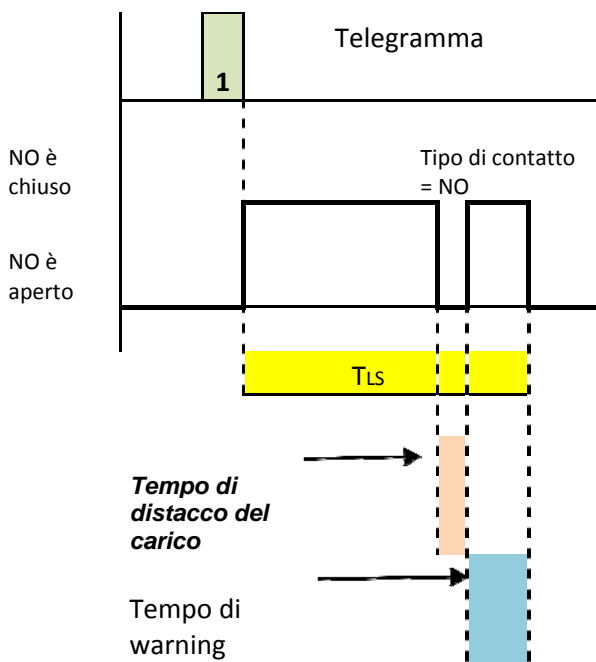 Telegramma
1
NO è
chiuso
Tipo di contatto
= NO
NO è
aperto
TLS
Tempo di
distacco del
carico
Tempo di
warning